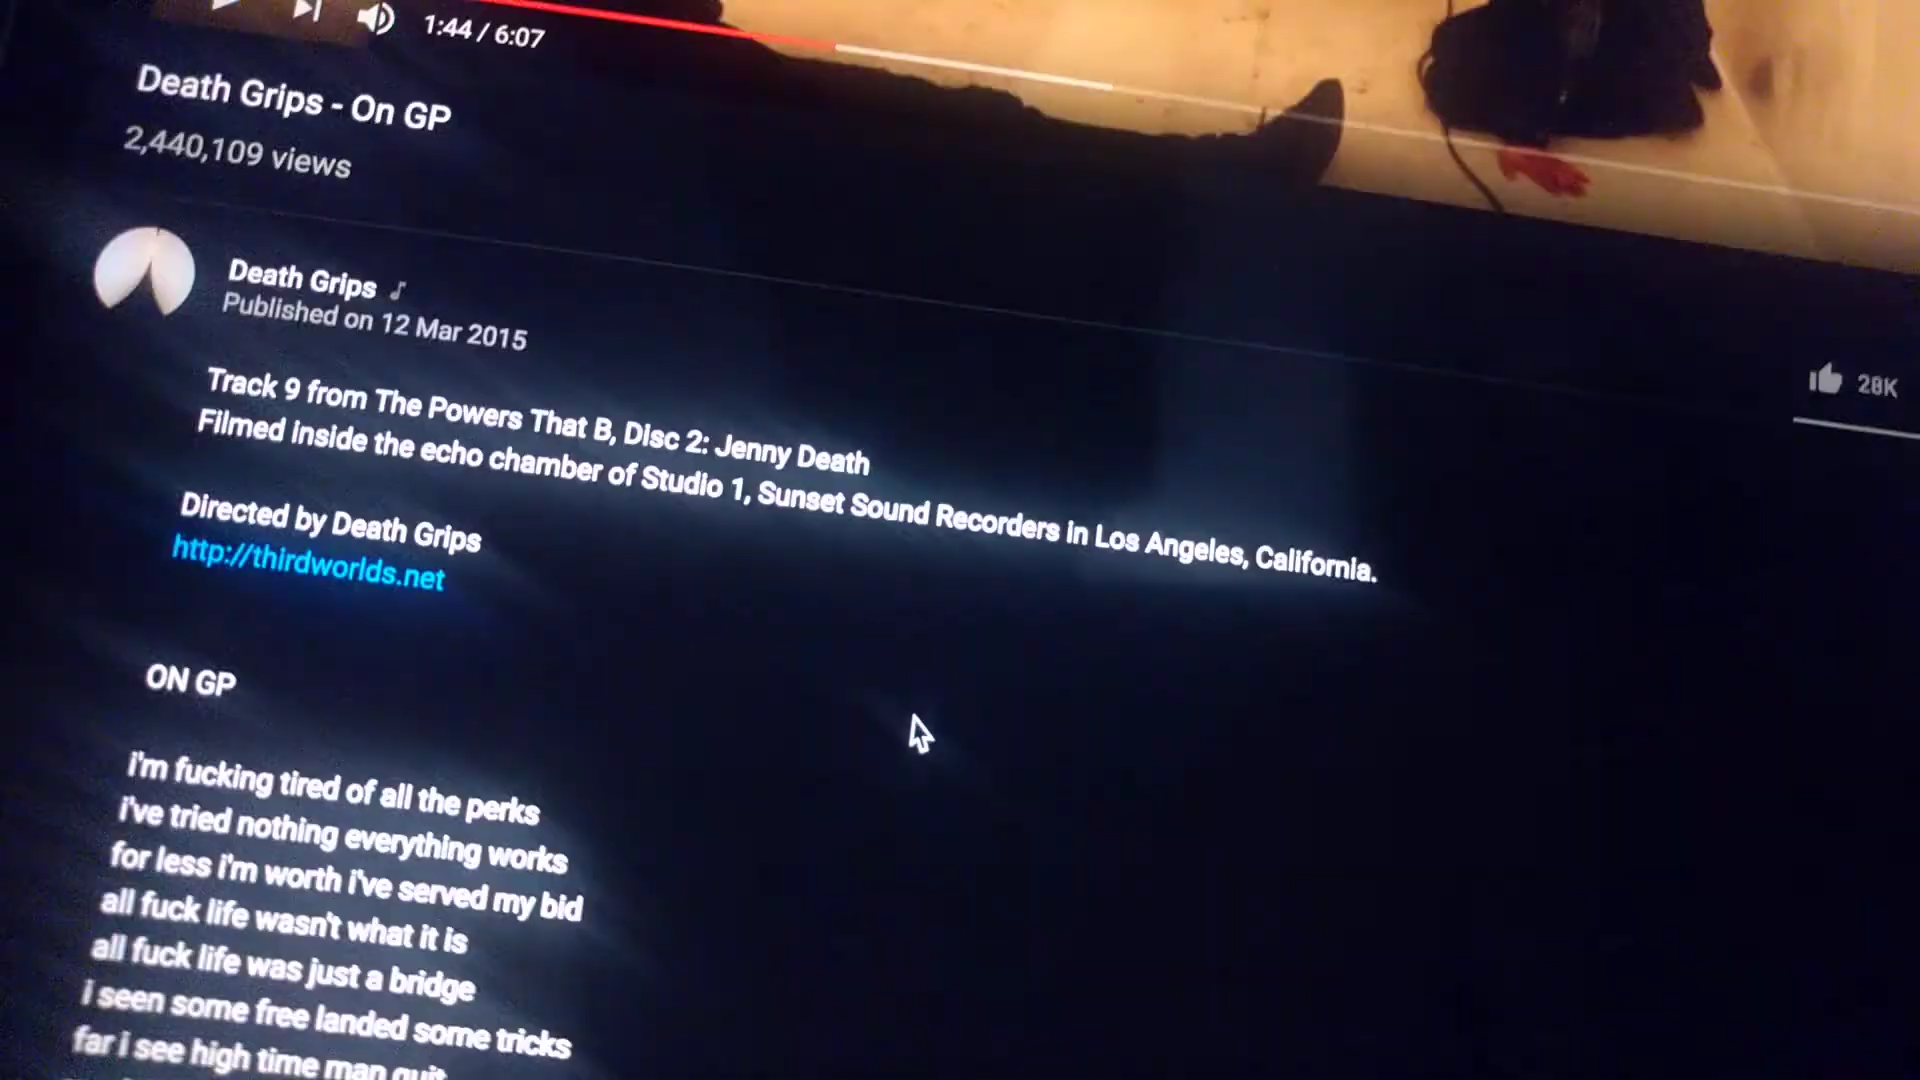 1:44 / 6:07
Death Grips - On GP
2,440,109 views
Death Grips
Published on 12 Mar 2015
28K
Track 9 from The Powers That B, Disc 2: Jenny Death
Filmed inside the echo chamber of Studio 1, Sunset Sound Recorders in Los Angeles, California.
Directed by Death Grips
http://thirdworlds.net
ON GP
i'm fucking tired of all the perks
i've tried nothing everything works
for less i'm worth i've served my bid
all fuck life wasn't what it is
all fuck life was just a bridge
i seen some free landed some tricks
far i see high time man quit